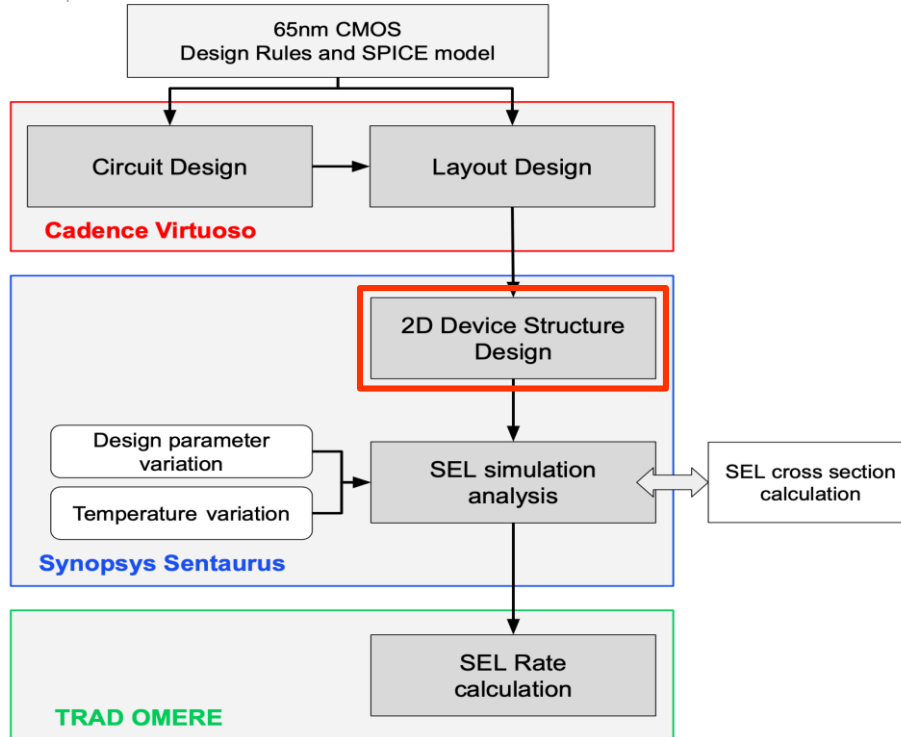 65nm CMOS
Design Rules and SPICE model
Circuit Design
Layout Design
Cadence Virtuoso
2D Device Structure
Design
Design parameter
variation
Temperature variation
SEL simulation
analysis
SEL cross section
calculation
Synopsys Sentaurus
SEL Rate
calculation
TRAD OMERE